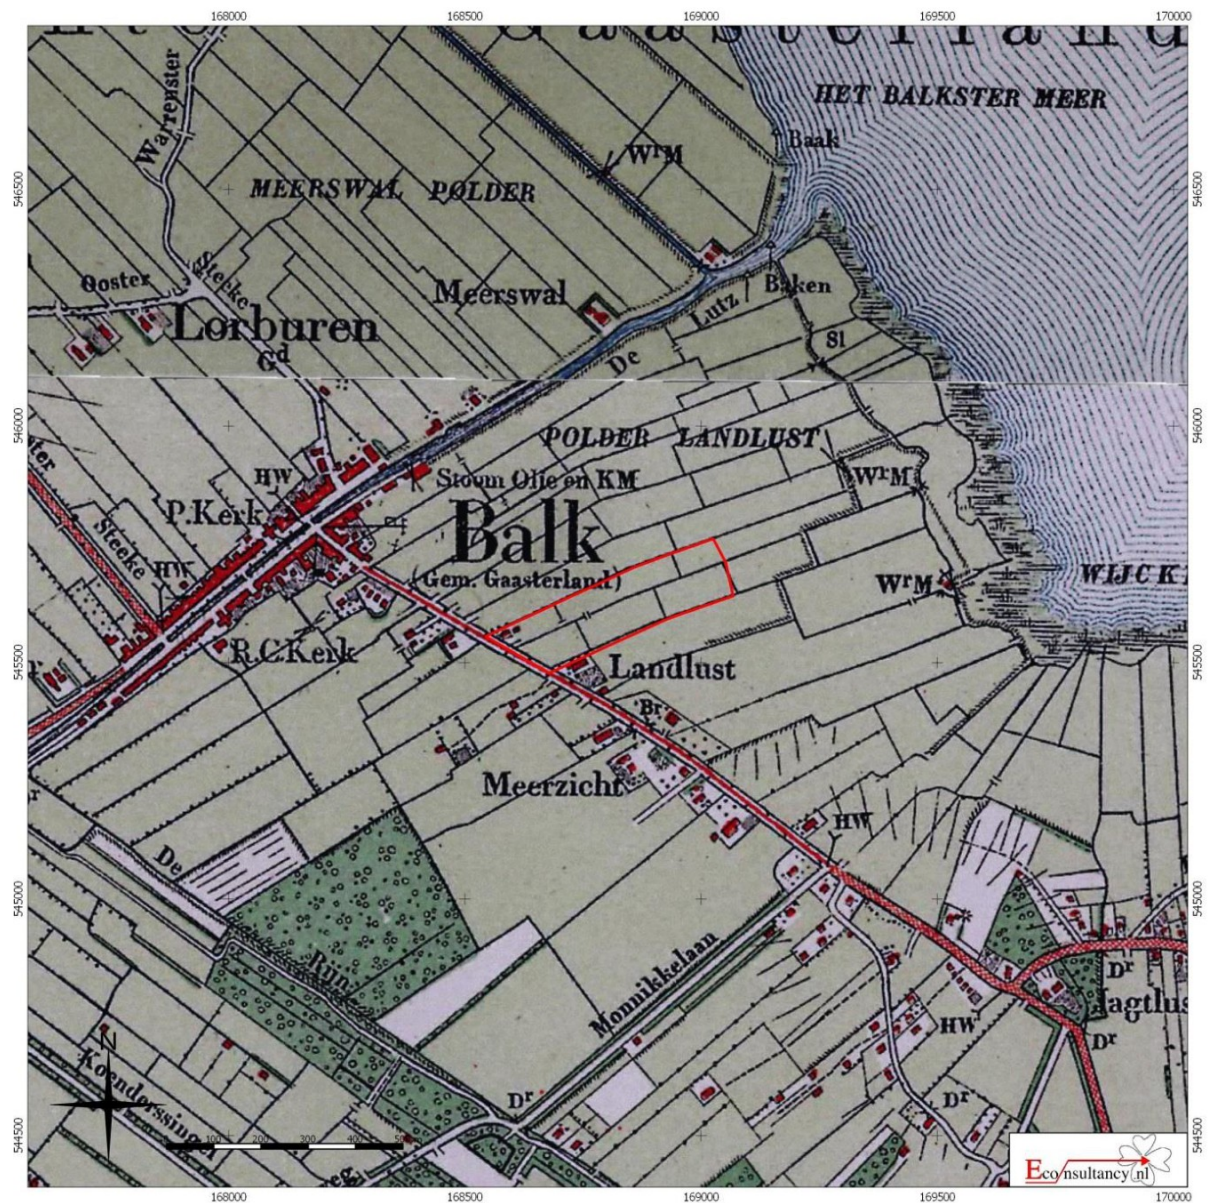 168000 168500 169000 169500 170000
Gaasterland
HET BALKSTER MEER
Warrenster
Baak
WʳM
546500
546500
MEERSWAL POLDER
Ooster
Steeke
Meerswal
Baken
Lutz
De
Lorburen
Gᵈ
Sl
546000
546000
POLDER LANDLUST
HW
Stoom Olie en KM
WʳM
P.Kerk
Balk
Steeke
(Gem. Gaasterland)
HW
WʳM
WIJCK
R.C.Kerk
545500
545500
Landlust
Br
Meerzicht
HW
De
545000
545000
Ruin
Monnikkelaan
Dʳ
Jagtlus
HW
N
Dʳ
Koenderssingel
Dʳ
Dʳ
544500
544500
100 200 300 400
Econsultancy.nl
168000 168500 169000 169500 170000